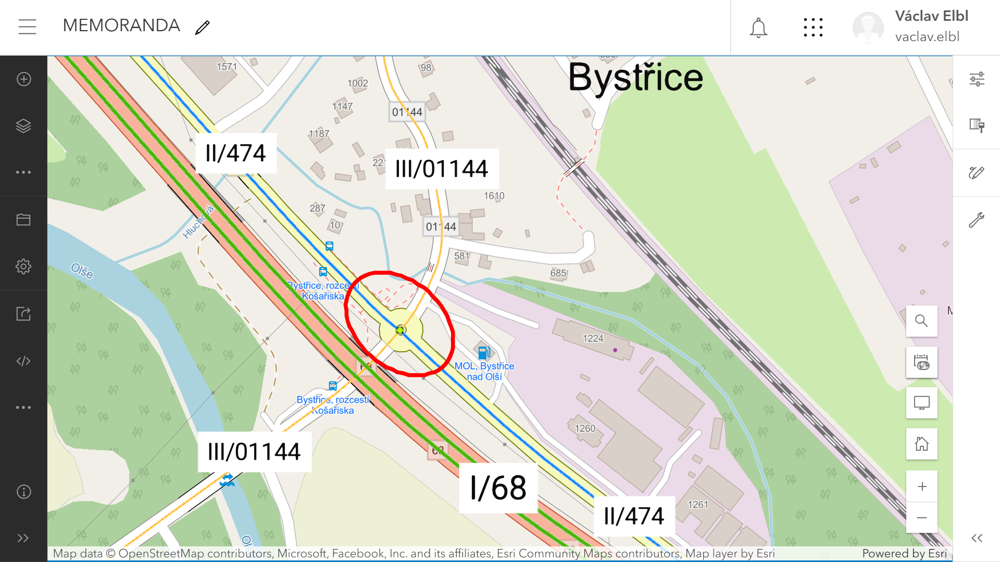 MEMORANDA
Václav Elbl
vaclav.elbl
Bystřice
1571
98
1002
1147
01144
1187
II/474
III/01144
1610
287
10
01144
Hluchová
581
685
Olše
Bystřice, rozcestí
Košařiska
1224
MOL, Bystřice
nad Olší
68
Bystřice, rozcestí
Košařiska
1260
III/01144
68
I/68
1261
II/474
Map data © OpenStreetMap contributors, Microsoft, Facebook, Inc. and its affiliates, Esri Community Maps contributors, Map layer by Esri
Powered by Esri